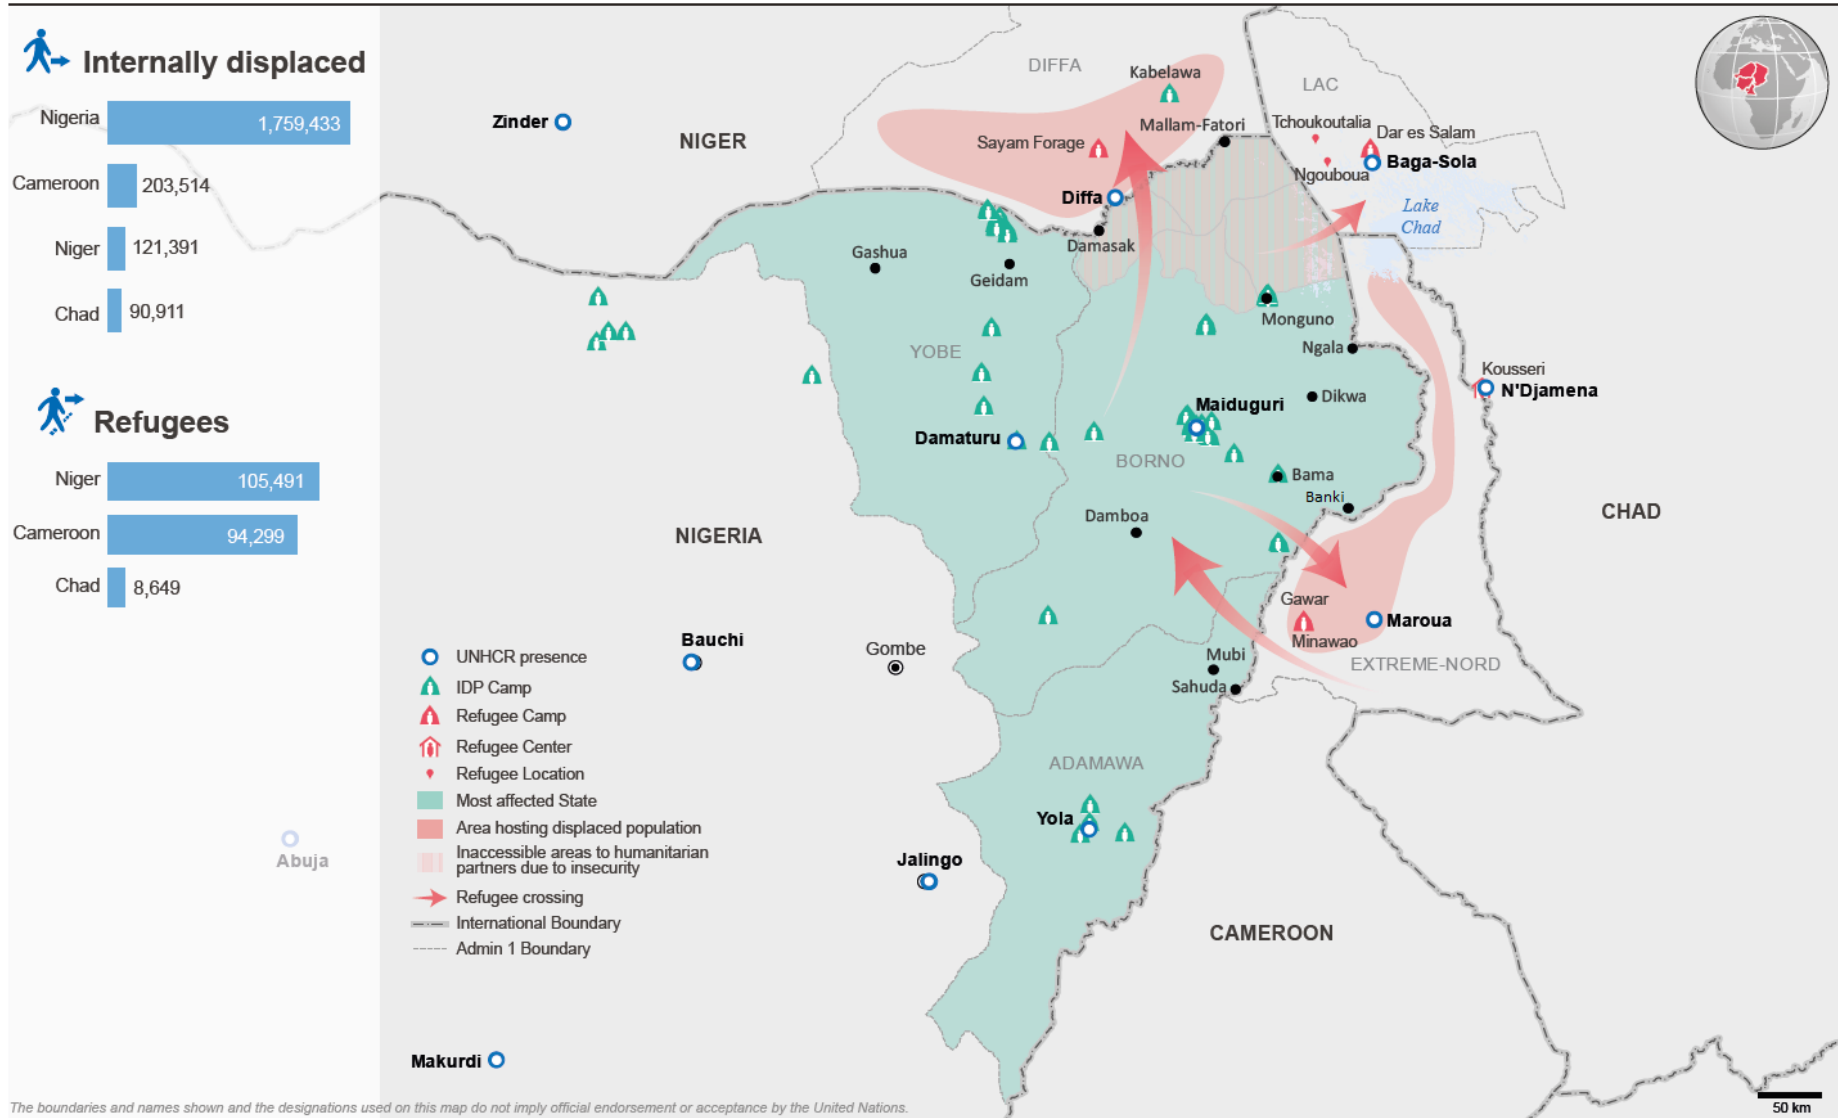 Internally displaced
Nigeria 1,759,433
Cameroon 203,514
Niger 121,391
Chad 90,911
Refugees
Niger 105,491
Cameroon 94,299
Chad 8,649
Abuja
DIFFA
Kabelawa
LAC
Zinder
NIGER
Mallam-Fatori
Tchoukoutalia
Dar es Salam
Sayam Forage
Baga-Sola
Ngouboua
Diffa
Lake
Chad
Damasak
Gashua
Geidam
Monguno
Ngala
YOBE
Kousseri
N'Djamena
Dikwa
Maiduguri
Damaturu
BORNO
Bama
Banki
CHAD
Damboa
NIGERIA
Gawar
Maroua
Minawao
Bauchi
Gombe
Mubi
EXTREME-NORD
Sahuda
ADAMAWA
Yola
Jalingo
CAMEROON
Makurdi
UNHCR presence
IDP Camp
Refugee Camp
Refugee Center
Refugee Location
Most affected State
Area hosting displaced population
Inaccessible areas to humanitarian
partners due to insecurity
Refugee crossing
International Boundary
Admin 1 Boundary
50 km
The boundaries and names shown and the designations used on this map do not imply official endorsement or acceptance by the United Nations.